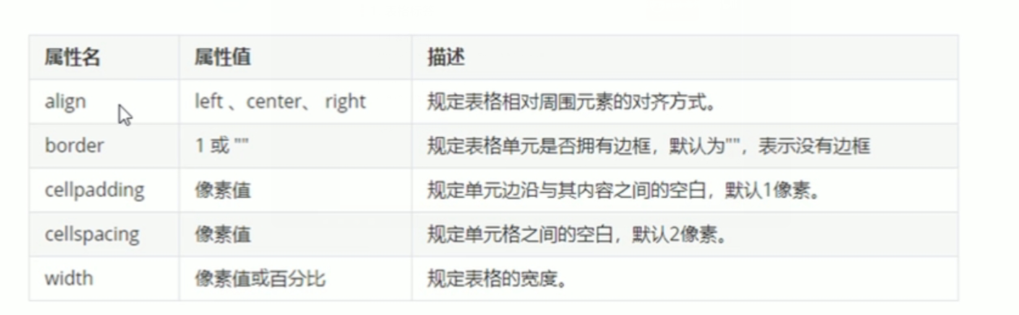 属性名 属性值 描述
align left 、center、 right 规定表格相对周围元素的对齐方式。
border 1 或 "" 规定表格单元是否拥有边框，默认为""，表示没有边框
cellpadding 像素值 规定单元边沿与其内容之间的空白，默认1像素。
cellspacing 像素值 规定单元格之间的空白，默认2像素。
width 像素值或百分比 规定表格的宽度。